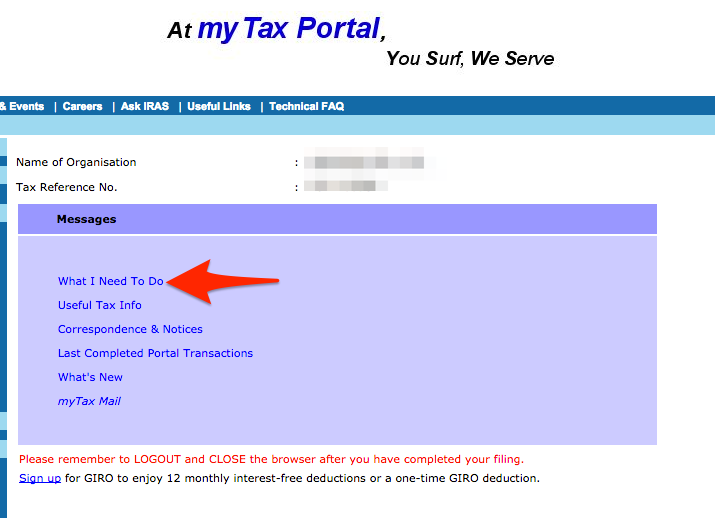 At myTax Portal,
You Surf, We Serve
& Events | Careers | Ask IRAS | Useful Links | Technical FAQ
Name of Organisation :
Tax Reference No. :
Messages
What I Need To Do
Useful Tax Info
Correspondence & Notices
Last Completed Portal Transactions
What's New
myTax Mail
Please remember to LOGOUT and CLOSE the browser after you have completed your filing.
Sign up for GIRO to enjoy 12 monthly interest-free deductions or a one-time GIRO deduction.